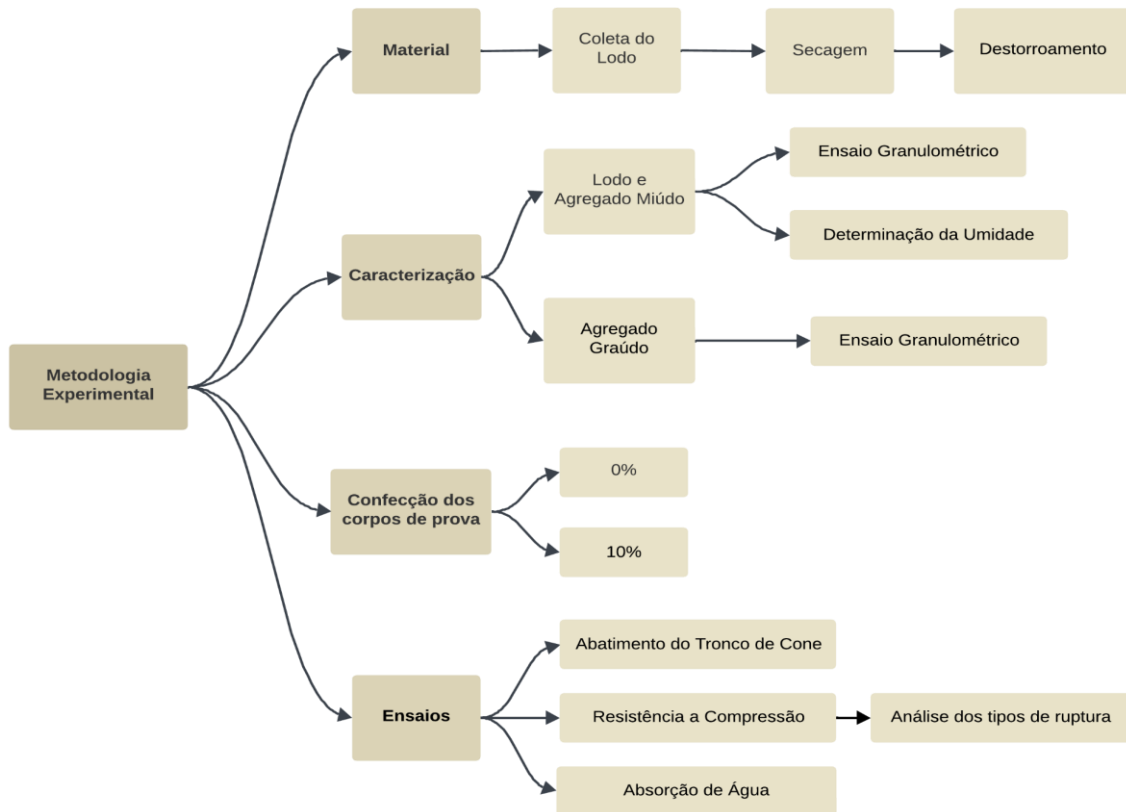 Material
Coleta do
Lodo
Secagem
Destorroamento
Ensaio Granulométrico
Lodo e
Agregado Miúdo
Determinação da Umidade
Caracterização
Agregado
Graúdo
Ensaio Granulométrico
Metodologia
Experimental
0%
Confecção dos
corpos de prova
10%
Abatimento do Tronco de Cone
Ensaios
Resistência a Compressão
Análise dos tipos de ruptura
Absorção de Água